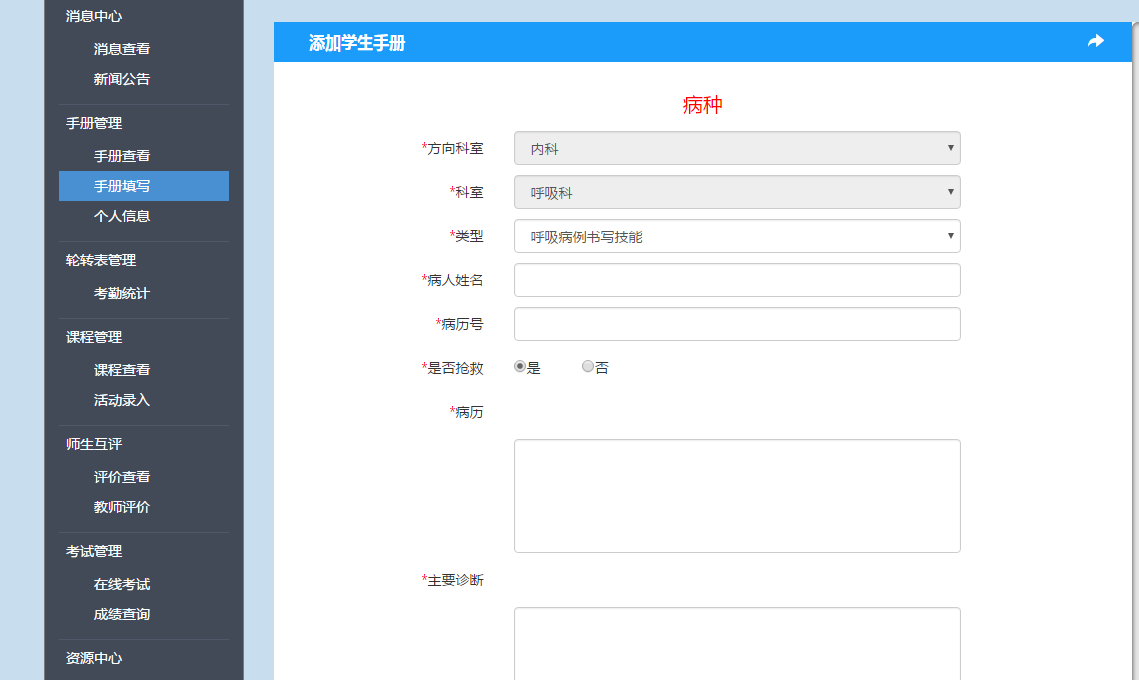 消息中心
消息查看
新闻公告
手册管理
手册查看
手册填写
个人信息
轮转表管理
考勤统计
课程管理
课程查看
活动录入
师生互评
评价查看
教师评价
考试管理
在线考试
成绩查询
资源中心
添加学生手册
病种
*方向科室 内科
*科室 呼吸科
*类型 呼吸病例书写技能
*病人姓名
*病历号
*是否抢救 是 否
*病历
*主要诊断